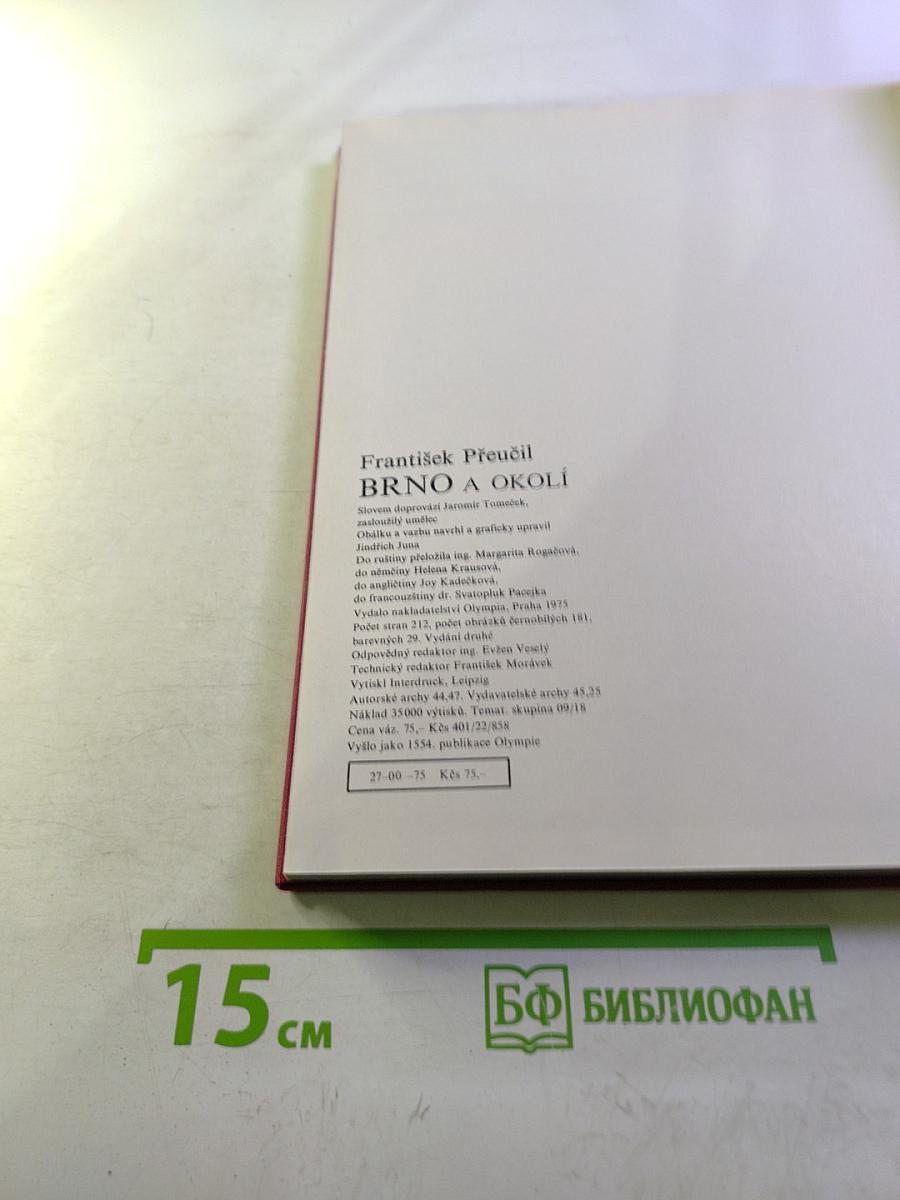 František Přeučil
BRNO A OKOLÍ
Slovem doprovází Jaromír Tomeček,
zasloužilý umělec
Obálku a vazbu navrhl a graficky upravil
Jindřich Juna
Do ruštiny přeložila ing. Margarita Rogačová,
do němčiny Helena Krausová,
do angličtiny Joy Kadečková,
do francouzštiny dr. Svatopluk Pacejka
Vydalo nakladatelství Olympia, Praha 1975
Počet stran 212, počet obrázků černobílých 181,
barevných 29. Vydání druhé
Odpovědný redaktor ing. Evžen Veselý
Technický redaktor František Morávek
Vytiskl Interdruck, Leipzig
Autorské archy 44,47. Vydavatelské archy 45,25
Náklad 35000 výtisků. Temat. skupina 09/18
Cena váz. 75,– Kčs 401/22/858
Vyšlo jako 1554. publikace Olympie
27–00 –75 Kčs 75,–
15 см
БФ БИБЛИОФАН